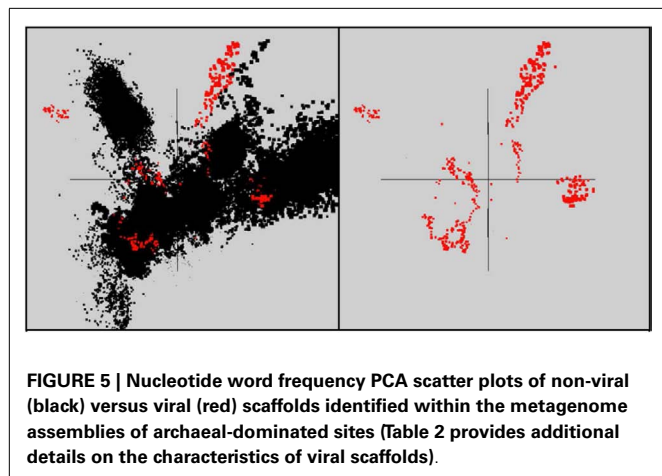 FIGURE 5 | Nucleotide word frequency PCA scatter plots of non-viral
(black) versus viral (red) scaffolds identified within the metagenome
assemblies of archaeal-dominated sites (Table 2 provides additional
details on the characteristics of viral scaffolds).